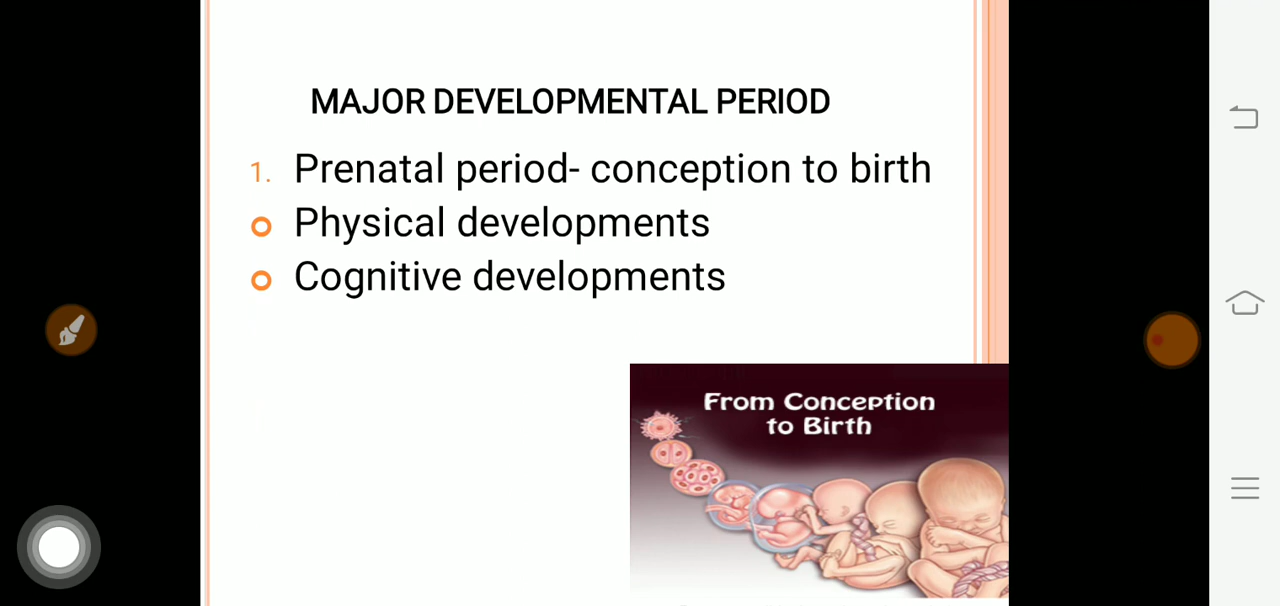 MAJOR DEVELOPMENTAL PERIOD
1. Prenatal period- conception to birth
Physical developments
Cognitive developments
From Conception
to Birth